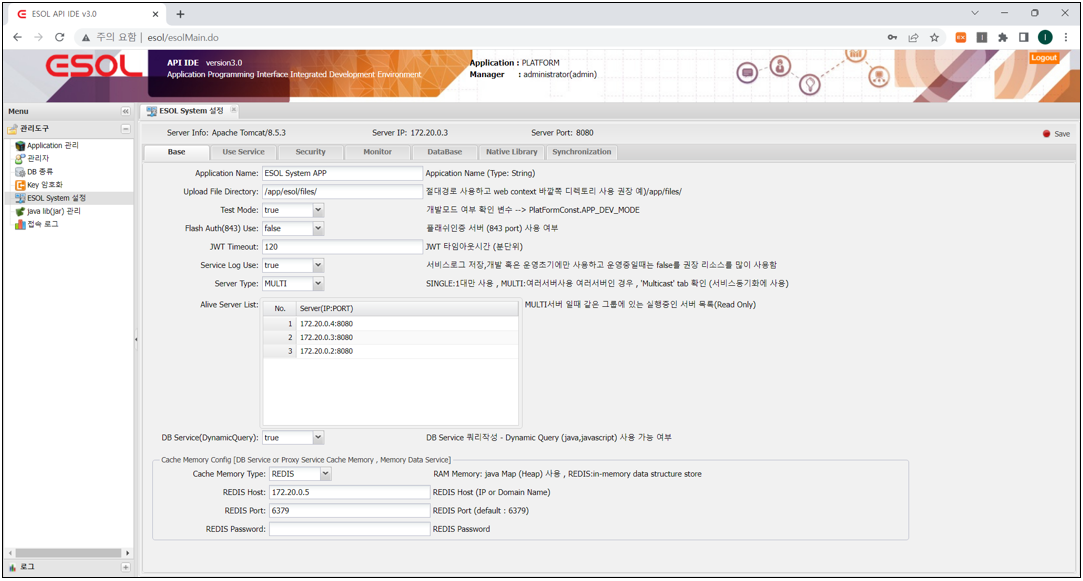 ESOL API IDE v3.0
주의 요함 | esol/esolMain.do
ESOL
API IDE version3.0
Application Programming Interface Integrated Development Environment.
Application : PLATFORM
Manager : administrator(admin)
Logout
Menu
관리도구
Application 관리
관리자
DB 종류
Key 암호화
ESOL System 설정
java lib(jar) 관리
접속 로그
로그
ESOL System 설정
Server Info: Apache Tomcat/8.5.3 Server IP: 172.20.0.3 Server Port: 8080 Save
Base Use Service Security Monitor DataBase Native Library Synchronization
Application Name: ESOL System APP Application Name (Type: String)
Upload File Directory: /app/esol/files/ 절대경로 사용하고 web context 바깥쪽 디렉토리 사용 권장 예)/app/files/
Test Mode: true 개발모드 여부 확인 변수 --> PlatFormConst.APP_DEV_MODE
Flash Auth(843) Use: false 플래쉬인증 서버 (843 port) 사용 여부
JWT Timeout: 120 JWT 타임아웃시간 (분단위)
Service Log Use: true 서비스로그 저장,개발 혹은 운영초기에만 사용하고 운영중일때는 false를 권장 리소스를 많이 사용함
Server Type: MULTI SINGLE:1대만 사용 , MULTI:여러서버사용 여러서버인 경우 , 'Multicast' tab 확인 (서비스동기화에 사용)
Alive Server List: MULTI서버 일때 같은 그룹에 있는 실행중인 서버 목록(Read Only)
No. Server(IP:PORT)
1 172.20.0.4:8080
2 172.20.0.3:8080
3 172.20.0.2:8080
DB Service(DynamicQuery): true DB Service 쿼리작성 - Dynamic Query (java,javascript) 사용 가능 여부
Cache Memory Config [DB Service or Proxy Service Cache Memory , Memory Data Service]
Cache Memory Type: REDIS RAM Memory: java Map (Heap) 사용 , REDIS:in-memory data structure store
REDIS Host: 172.20.0.5 REDIS Host (IP or Domain Name)
REDIS Port: 6379 REDIS Port (default : 6379)
REDIS Password: REDIS Password